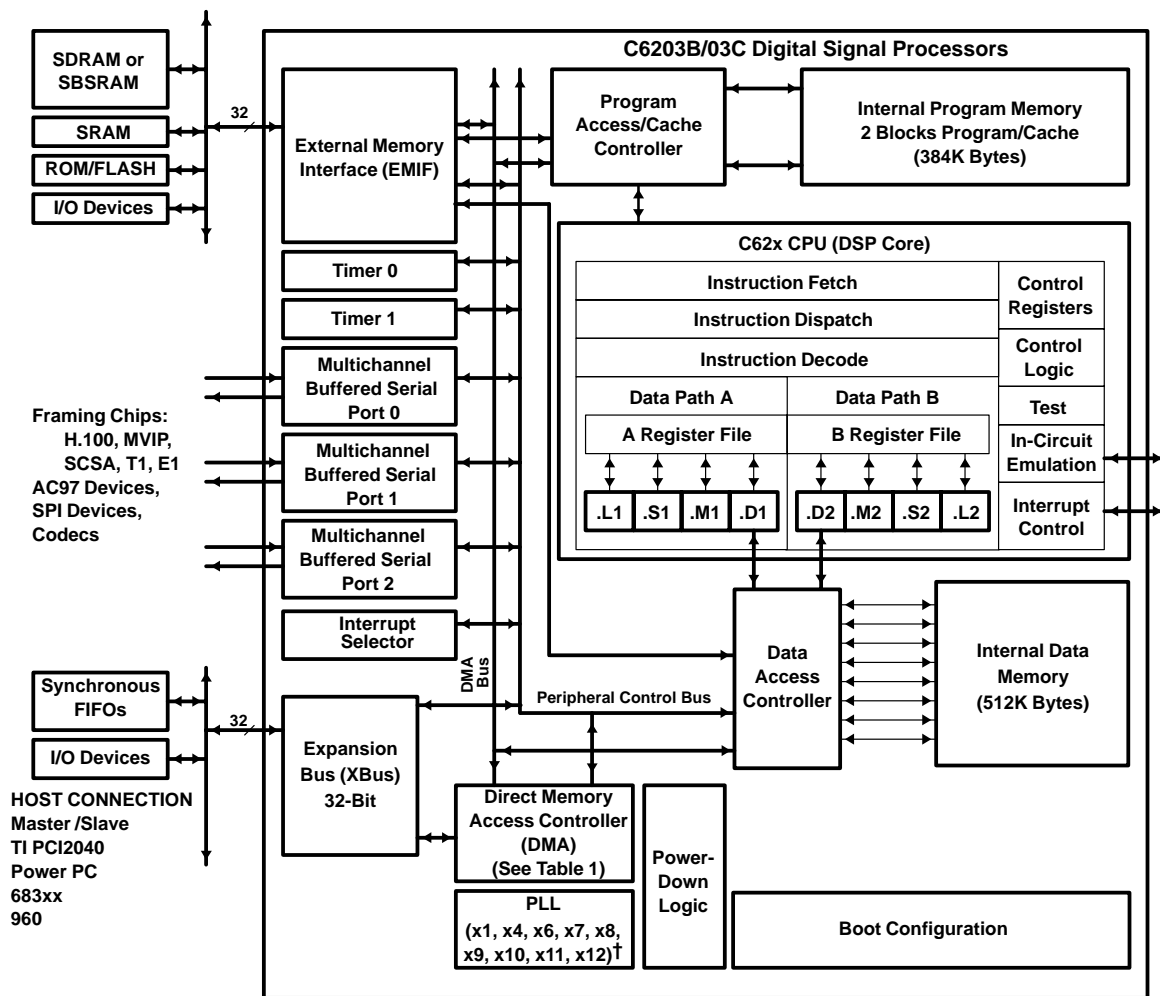 C6203B/03C Digital Signal Processors
SDRAM or
SBSRAM
SRAM
ROM/FLASH
I/O Devices
32
External Memory
Interface (EMIF)
Program
Access/Cache
Controller
Internal Program Memory
2 Blocks Program/Cache
(384K Bytes)
Timer 0
Timer 1
Multichannel
Buffered Serial
Port 0
Multichannel
Buffered Serial
Port 1
Multichannel
Buffered Serial
Port 2
Interrupt
Selector
Framing Chips:
H.100, MVIP,
SCSA, T1, E1
AC97 Devices,
SPI Devices,
Codecs
C62x CPU (DSP Core)
Instruction Fetch
Instruction Dispatch
Instruction Decode
Control
Registers
Control
Logic
Test
In-Circuit
Emulation
Interrupt
Control
Data Path A
Data Path B
A Register File
B Register File
.L1
.S1
.M1
.D1
.D2
.M2
.S2
.L2
DMA
Bus
Peripheral Control Bus
Data
Access
Controller
Internal Data
Memory
(512K Bytes)
Synchronous
FIFOs
I/O Devices
32
Expansion
Bus (XBus)
32-Bit
HOST CONNECTION
Master /Slave
TI PCI2040
Power PC
683xx
960
Direct Memory
Access Controller
(DMA)
(See Table 1)
PLL
(x1, x4, x6, x7, x8,
x9, x10, x11, x12)†
Power-
Down
Logic
Boot Configuration